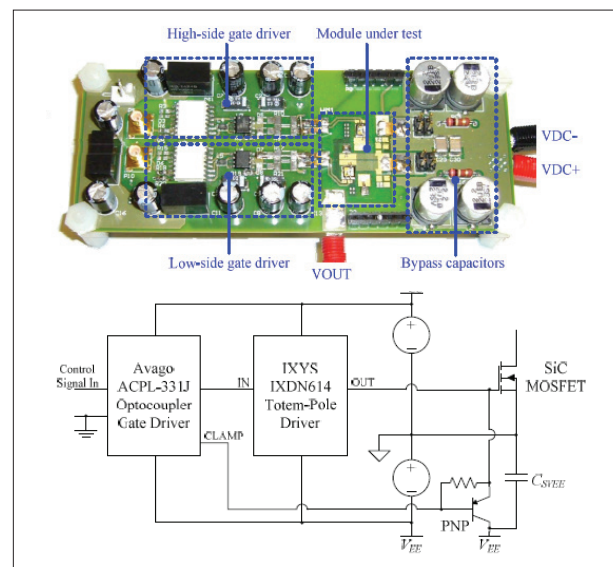 High-side gate driver
Module under test
VDC-
VDC+
Low-side gate driver
VOUT
Bypass capacitors
Control
Signal In
Avago
ACPL-331J
Optocoupler
Gate Driver
IN
IXYS
IXDN614
Totem-Pole
Driver
OUT
SiC
MOSFET
CLAMP
PNP
CSVEE
VEE
VEE